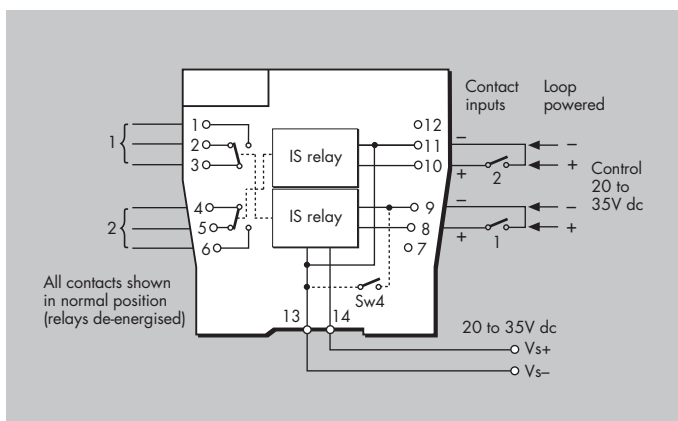 Contact inputs
Loop powered
1
2
3
1
IS relay
12
11
10
–
+
2
–
+
Control
20 to
35V dc
4
5
6
2
IS relay
9
8
7
–
+
1
–
+
All contacts shown
in normal position
(relays de-energised)
Sw4
13
14
20 to 35V dc
Vs+
Vs–